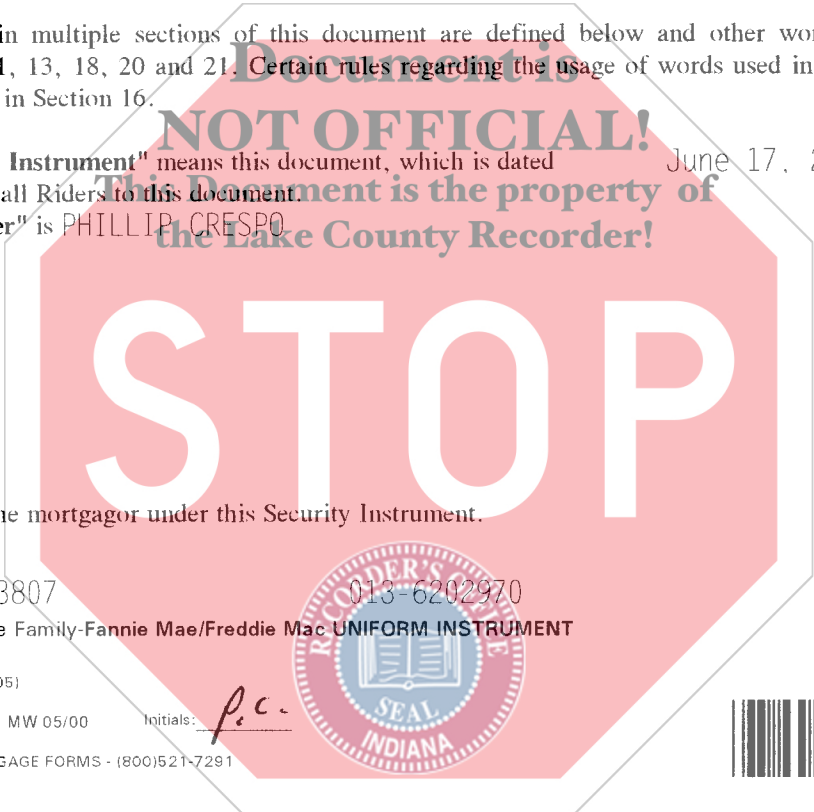 in multiple sections of this document are defined below and other wor
1, 13, 18, 20 and 21. Certain rules regarding the usage of words used in
in Section 16.
Document is
NOT OFFICIAL!
This Document is the property of
the Lake County Recorder!
Instrument" means this document, which is dated June 17, 2
all Riders to this document.
er" is PHILLIP CRESPO
STOP
ne mortgagor under this Security Instrument.
3807 013-6202970
e Family-Fannie Mae/Freddie Mac UNIFORM INSTRUMENT
05)
MW 05/00 Initials: P.C.
GAGE FORMS - (800)521-7291
RECORDER'S OFFICE
SEAL
INDIANA